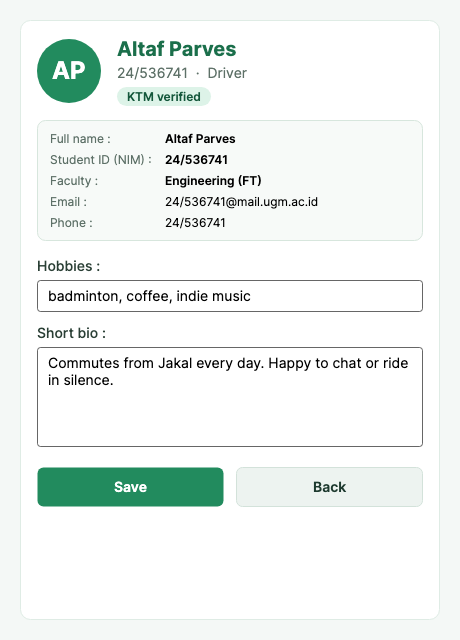 AP
Altaf Parves
24/536741 · Driver
KTM verified
Full name : Altaf Parves
Student ID (NIM) : 24/536741
Faculty : Engineering (FT)
Email : 24/536741@mail.ugm.ac.id
Phone : 24/536741
Hobbies :
badminton, coffee, indie music
Short bio :
Commutes from Jakal every day. Happy to chat or ride
in silence.
Save Back